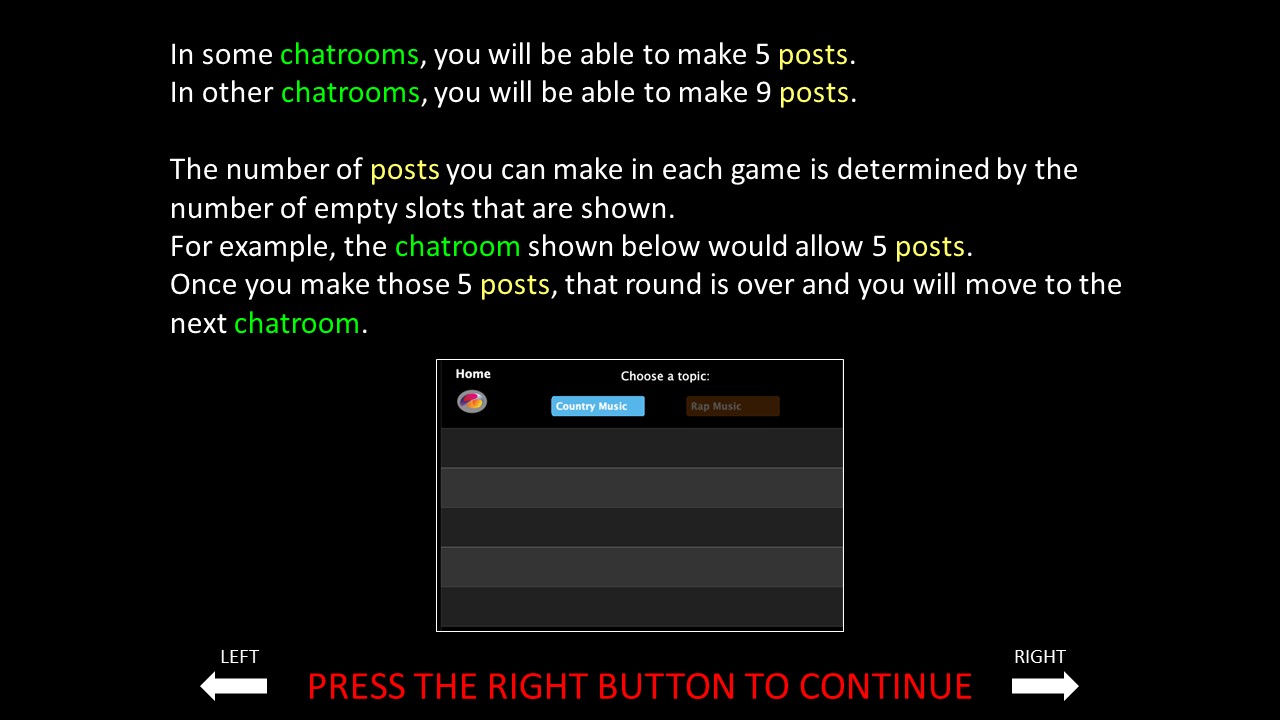 In some chatrooms, you will be able to make 5 posts.
In other chatrooms, you will be able to make 9 posts.
The number of posts you can make in each game is determined by the
number of empty slots that are shown.
For example, the chatroom shown below would allow 5 posts.
Once you make those 5 posts, that round is over and you will move to the
next chatroom.
Home
Choose a topic:
Country Music
Rap Music
LEFT
RIGHT
PRESS THE RIGHT BUTTON TO CONTINUE